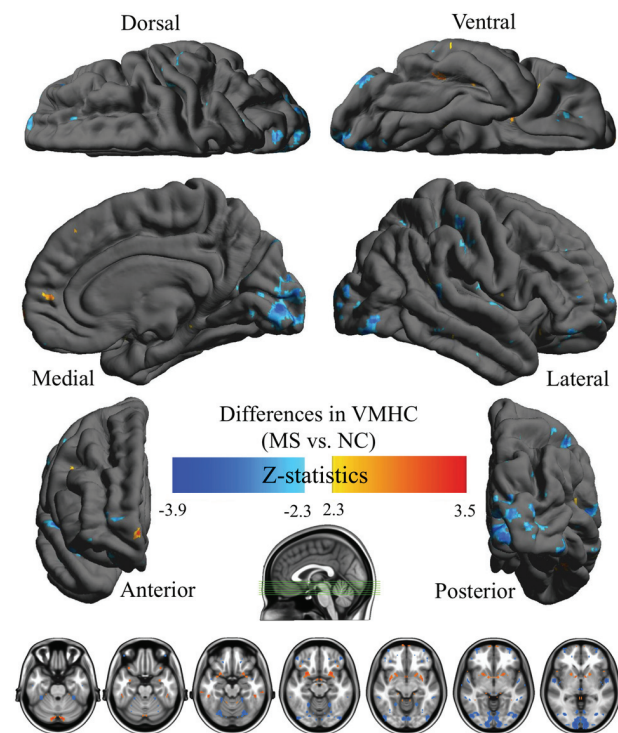 Dorsal
Ventral
Medial
Lateral
Differences in VMHC
(MS vs. NC)
Z-statistics
-3.9
-2.3
2.3
3.5
Anterior
Posterior